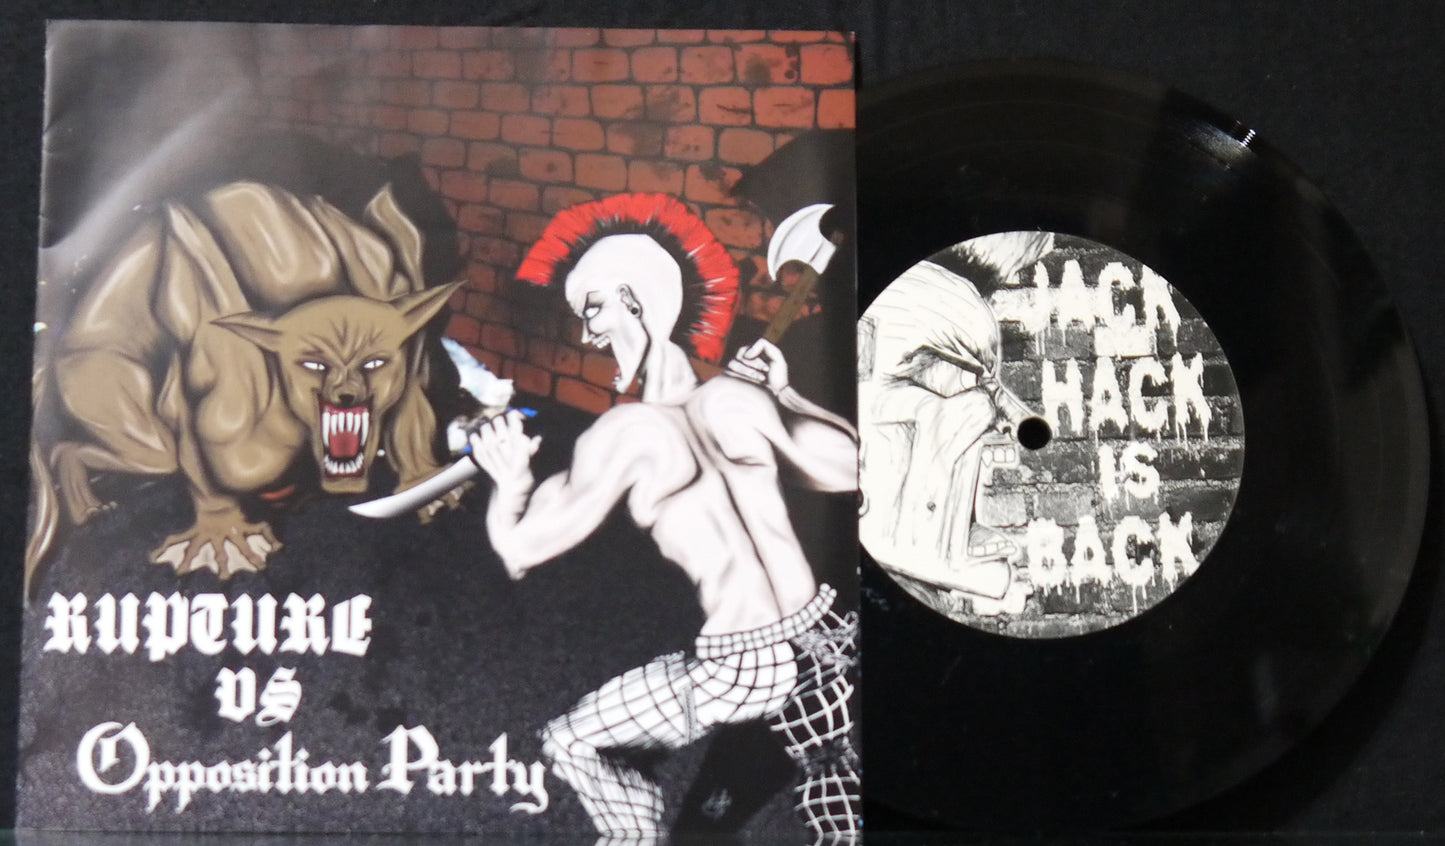 RUPTURE
VS
Opposition Party
JACK
HACK
IS
BACK